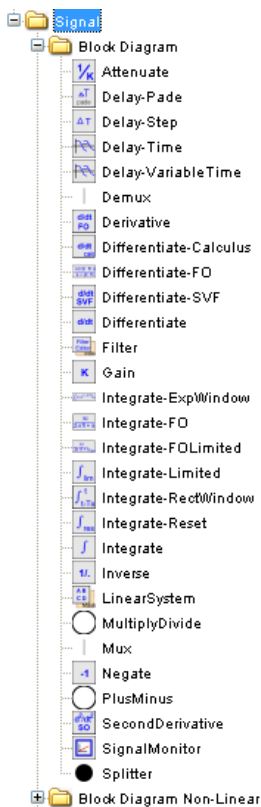 Signal
Block Diagram
Attenuate
Delay-Pade
Delay-Step
Delay-Time
Delay-VariableTime
Demux
Derivative
Differentiate-Calculus
Differentiate-FO
Differentiate-SVF
Differentiate
Filter
Gain
Integrate-ExpWindow
Integrate-FO
Integrate-FOLimited
Integrate-Limited
Integrate-RectWindow
Integrate-Reset
Integrate
Inverse
LinearSystem
MultiplyDivide
Mux
Negate
PlusMinus
SecondDerivative
SignalMonitor
Splitter
Block Diagram Non-Linear